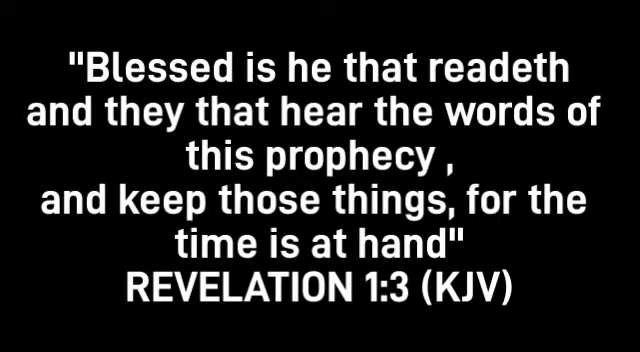 "Blessed is he that readeth
and they that hear the words of
this prophecy ,
and keep those things, for the
time is at hand"
REVELATION 1:3 (KJV)